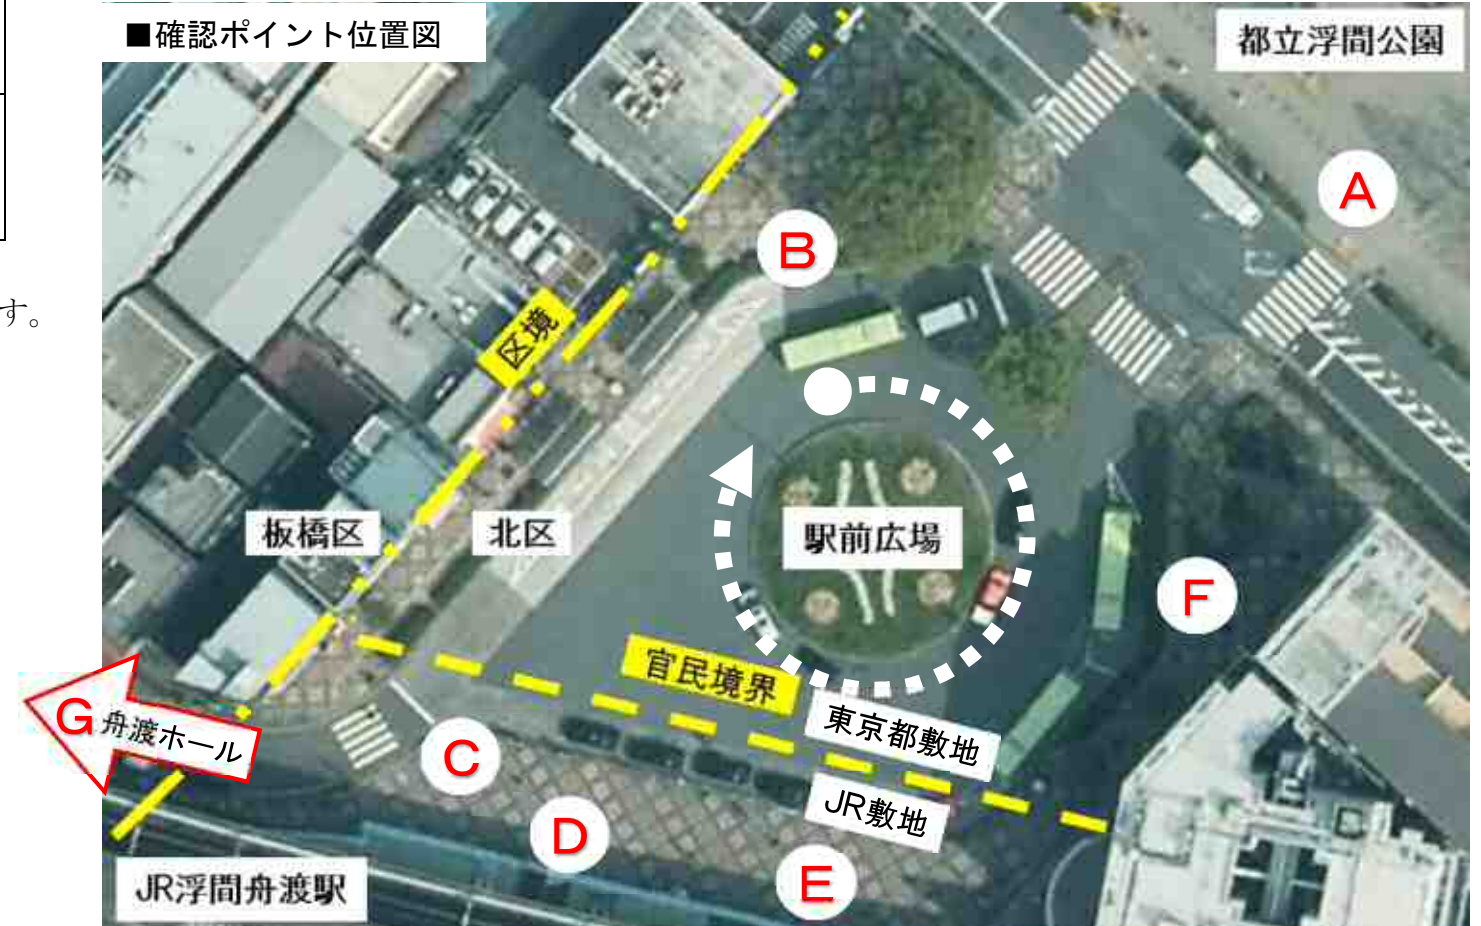 ■確認ポイント位置図
都立浮間公園
A
B
す。
区境
板橋区
北区
駅前広場
F
官民境界
東京都敷地
G 舟渡ホール
C
JR敷地
D
E
JR浮間舟渡駅